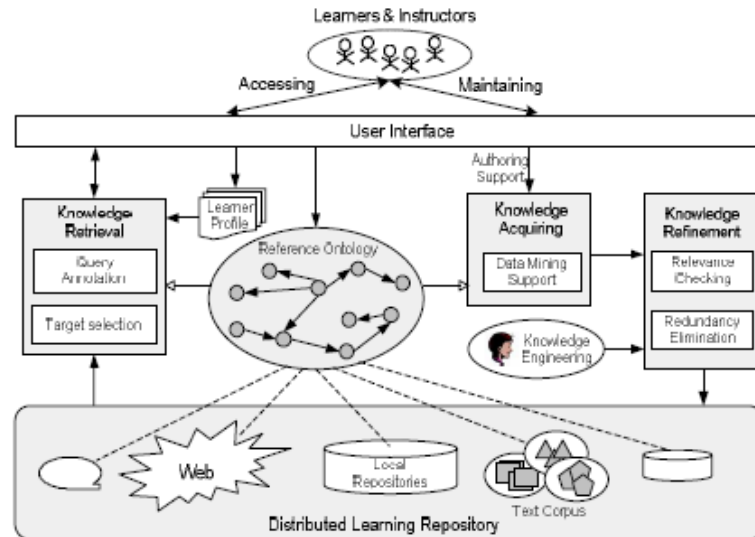 Learners & Instructors
Accessing
Maintaining
User Interface
Authoring
Support
Knowledge
Retrieval
Query
Annotation
Target selection
Learner
Profile
Reference Ontology
Knowledge
Acquiring
Data Mining
Support
Knowledge
Refinement
Relevance
Checking
Redundancy
Elimination
Knowledge
Engineering
Web
Local
Repositories
Text Corpus
Distributed Learning Repository